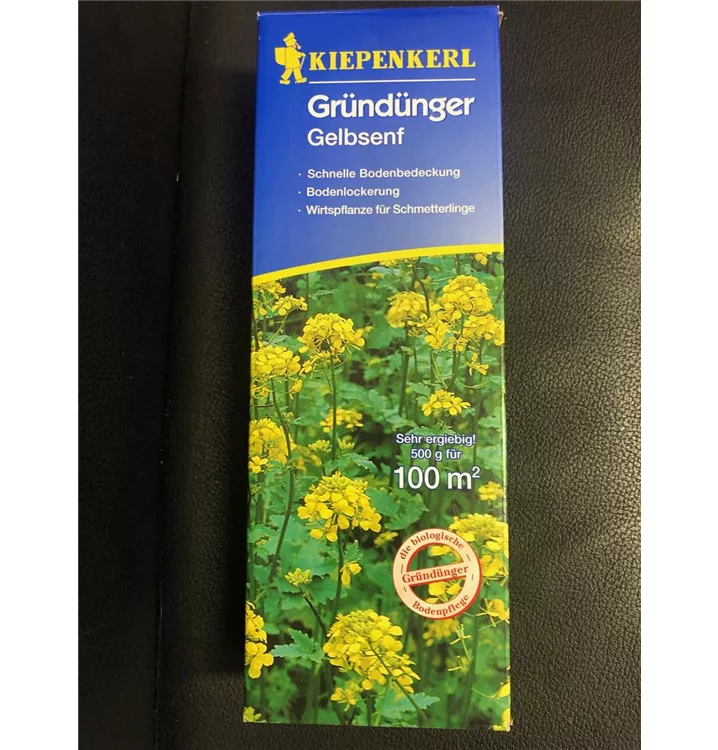 KIEPENKERL
Gründünger
Gelbsenf
· Schnelle Bodenbedeckung
· Bodenlockerung
· Wirtspflanze für Schmetterlinge
Sehr ergiebig!
500 g für
100 m²
die biologische
Gründünger
Bodenpflege